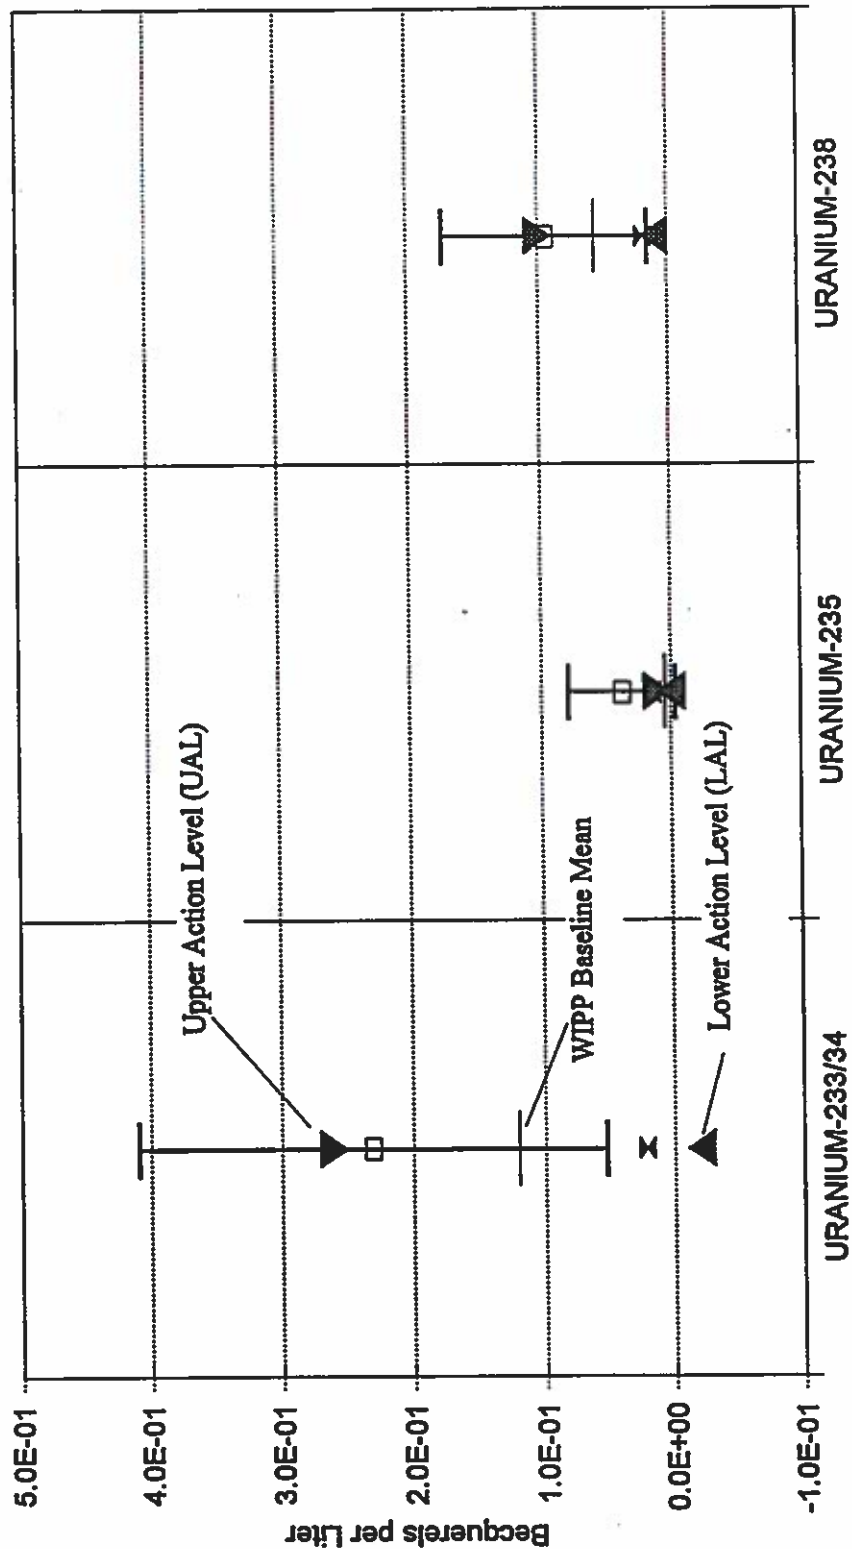 Becquerels per Liter
5.0E-01
4.0E-01
3.0E-01
2.0E-01
1.0E-01
0.0E+00
-1.0E-01
Upper Action Level (UAL)
WIPP Baseline Mean
Lower Action Level (LAL)
URANIUM-233/34
URANIUM-235
URANIUM-238